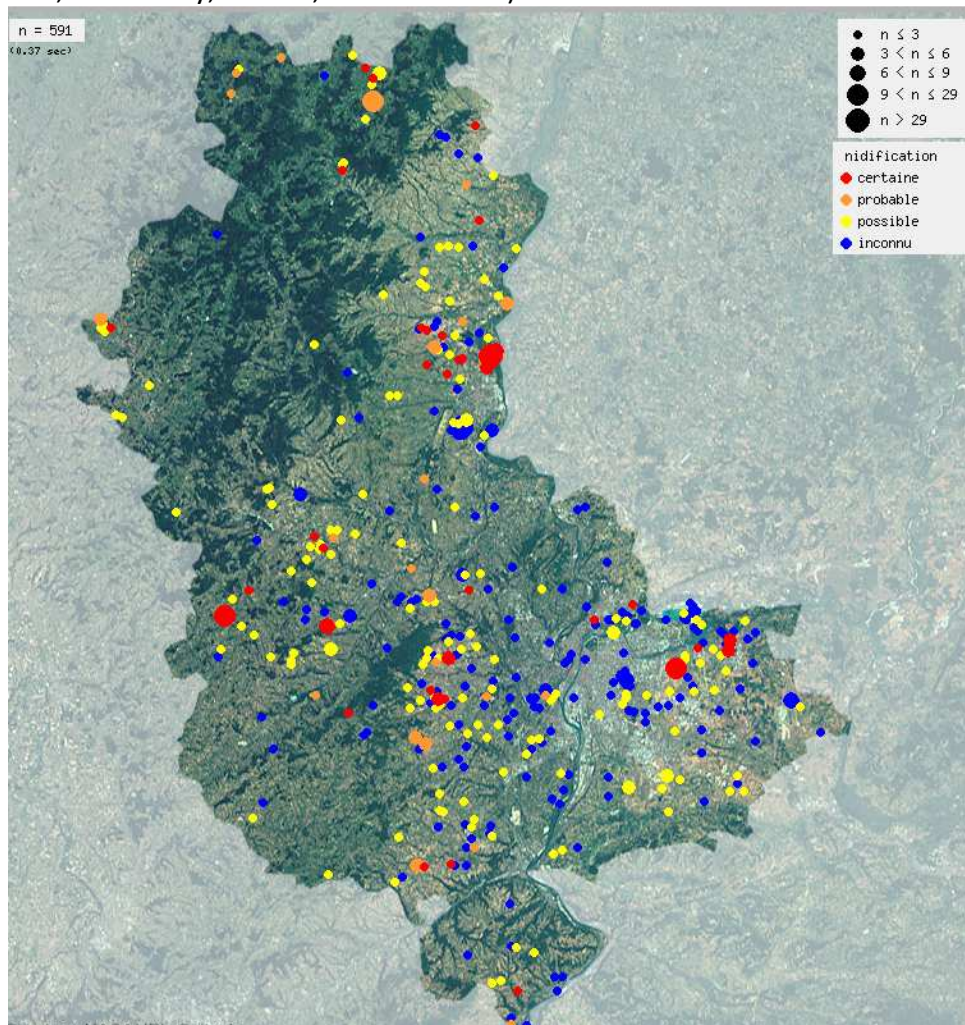 n = 591
(0.37 sec)
n ≤ 3
3 < n ≤ 6
6 < n ≤ 9
9 < n ≤ 29
n > 29
nidification
certaine
probable
possible
inconnu